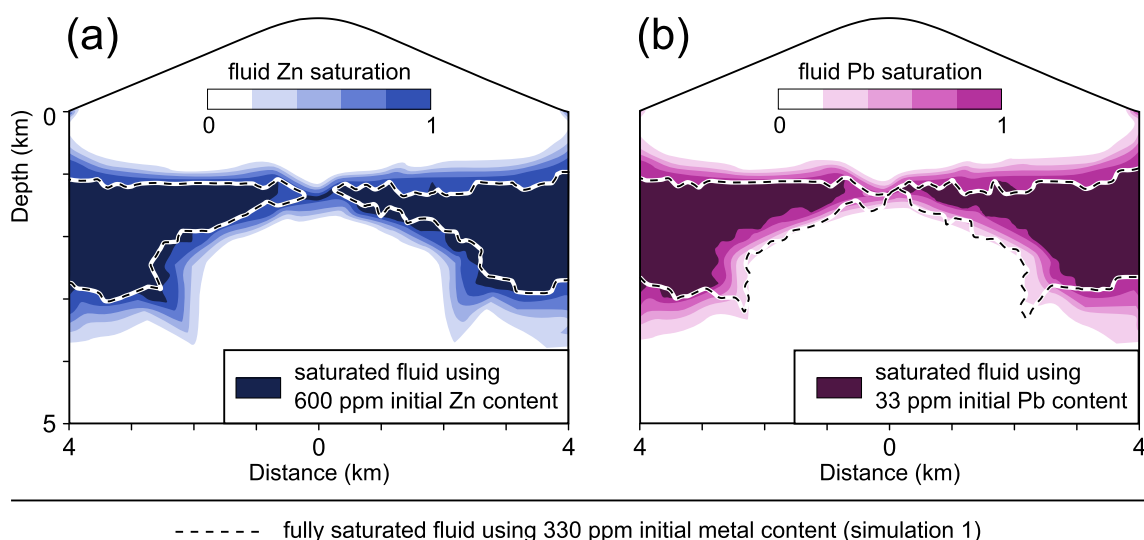 (a)
fluid Zn saturation
0 1
(b)
fluid Pb saturation
0 1
Depth (km)
0
5
saturated fluid using
600 ppm initial Zn content
saturated fluid using
33 ppm initial Pb content
4 0 4
Distance (km)
4 0 4
Distance (km)
fully saturated fluid using 330 ppm initial metal content (simulation 1)